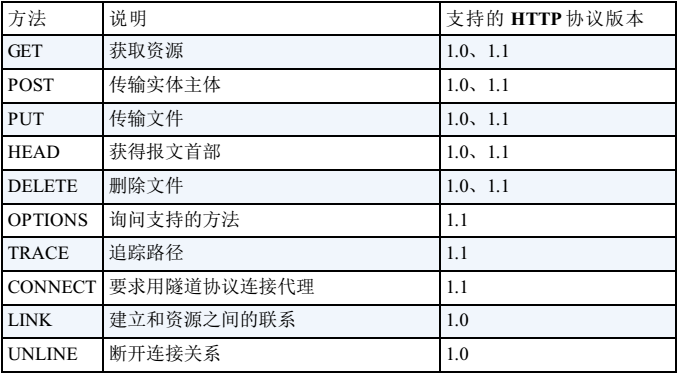 方法 说明 支持的 HTTP 协议版本
GET 获取资源 1.0、1.1
POST 传输实体主体 1.0、1.1
PUT 传输文件 1.0、1.1
HEAD 获得报文首部 1.0、1.1
DELETE 删除文件 1.0、1.1
OPTIONS 询问支持的方法 1.1
TRACE 追踪路径 1.1
CONNECT 要求用隧道协议连接代理 1.1
LINK 建立和资源之间的联系 1.0
UNLINE 断开连接关系 1.0